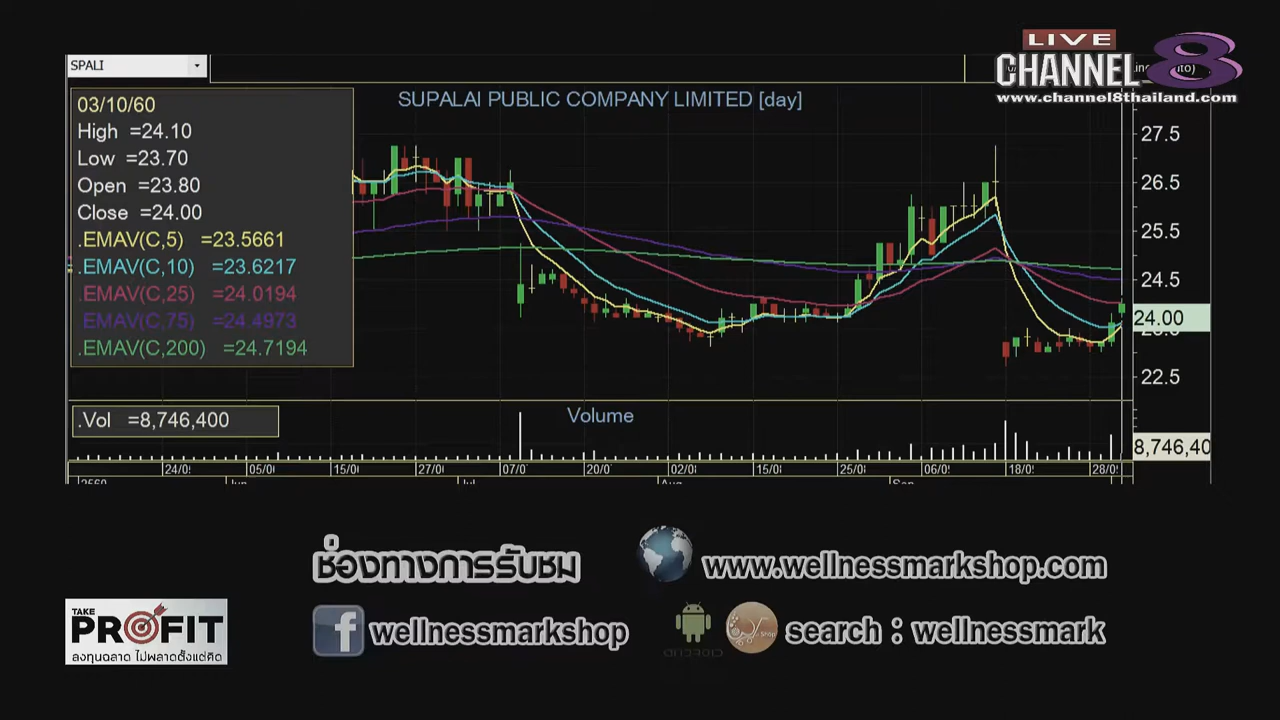 LIVE
CHANNEL 8
www.channel8thailand.com
SPALI
SUPALAI PUBLIC COMPANY LIMITED [day]
03/10/60
High =24.10
Low =23.70
Open =23.80
Close =24.00
.EMAV(C,5) =23.5661
.EMAV(C,10) =23.6217
.EMAV(C,25) =24.0194
.EMAV(C,75) =24.4973
.EMAV(C,200) =24.7194
27.5
26.5
25.5
24.5
24.00
22.5
.Vol =8,746,400
Volume
8,746,40
24/0 05/0 15/0 27/0 07/0 20/0 02/0 15/0 25/0 06/0 18/0 28/0
2560 Jun Jul Aug Sep
ช่องทางการรับชม
www.wellnessmarkshop.com
wellnessmarkshop
search : wellnessmark
TAKE
PROFIT
ลงทุนฉลาด ไม่พลาดตั้งแต่คิด